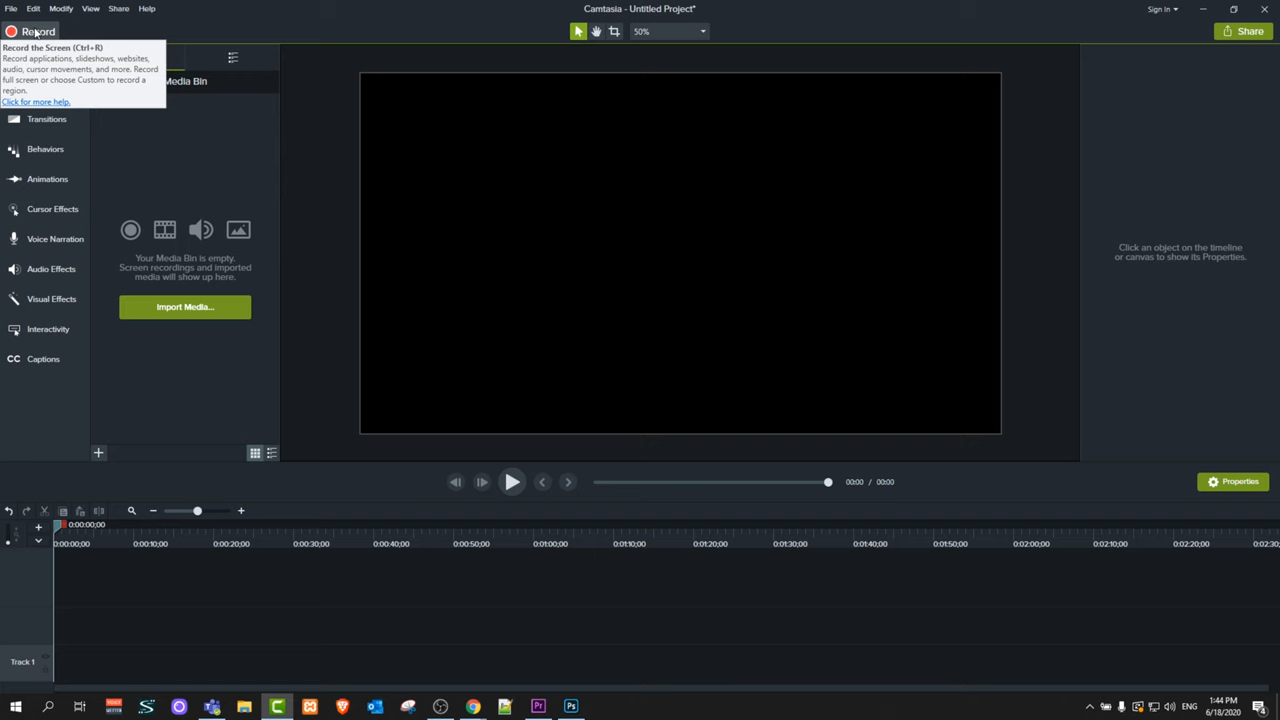 File Edit Modify View Share Help
Camtasia - Untitled Project*
Sign In
Record
50%
Share
Record the Screen (Ctrl+R)
Record applications, slideshows, websites,
audio, cursor movements, and more. Record
full screen or choose Custom to record a
region.
Click for more help.
Media Bin
Transitions
Behaviors
Animations
Cursor Effects
Voice Narration
Audio Effects
Visual Effects
Interactivity
CC Captions
Your Media Bin is empty.
Screen recordings and imported
media will show up here.
Import Media...
Click an object on the timeline
or canvas to show its Properties.
00:00 / 00:00
Properties
0:00:00;00
0:00:00;00 0:00:10;00 0:00:20;00 0:00:30;00 0:00:40;00 0:00:50;00 0:01:00;00 0:01:10;00 0:01:20;00 0:01:30;00 0:01:40;00 0:01:50;00 0:02:00;00 0:02:10;00 0:02:20;00 0:02:30;
Track 1
ENG
1:44 PM
6/18/2020